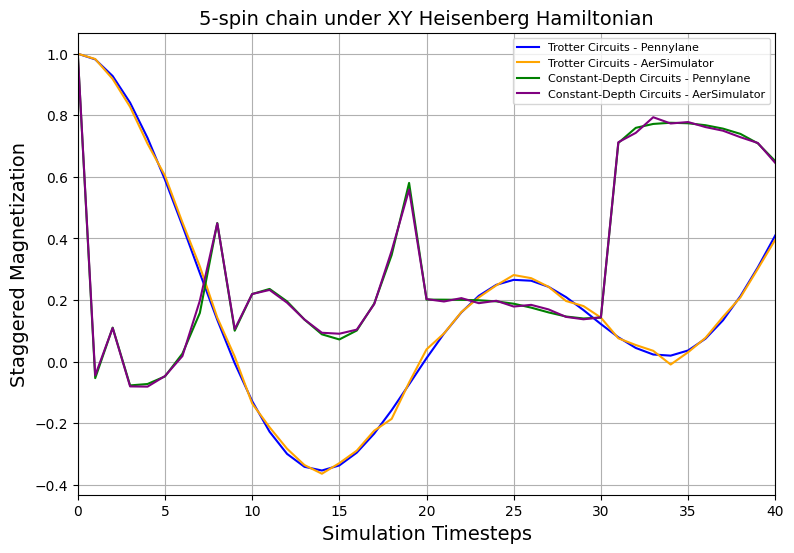 5-spin chain under XY Heisenberg Hamiltonian
Trotter Circuits - Pennylane
Trotter Circuits - AerSimulator
Constant-Depth Circuits - Pennylane
Constant-Depth Circuits - AerSimulator
Staggered Magnetization
1.0
0.8
0.6
0.4
0.2
0.0
−0.2
−0.4
0 5 10 15 20 25 30 35 40
Simulation Timesteps